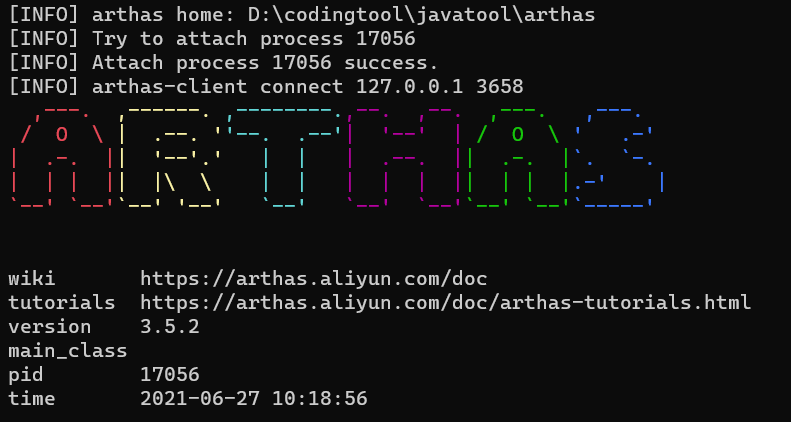 [INFO] arthas home: D:\codingtool\javatool\arthas
[INFO] Try to attach process 17056
[INFO] Attach process 17056 success.
[INFO] arthas-client connect 127.0.0.1 3658
ARTHAS
wiki https://arthas.aliyun.com/doc
tutorials https://arthas.aliyun.com/doc/arthas-tutorials.html
version 3.5.2
main_class
pid 17056
time 2021-06-27 10:18:56